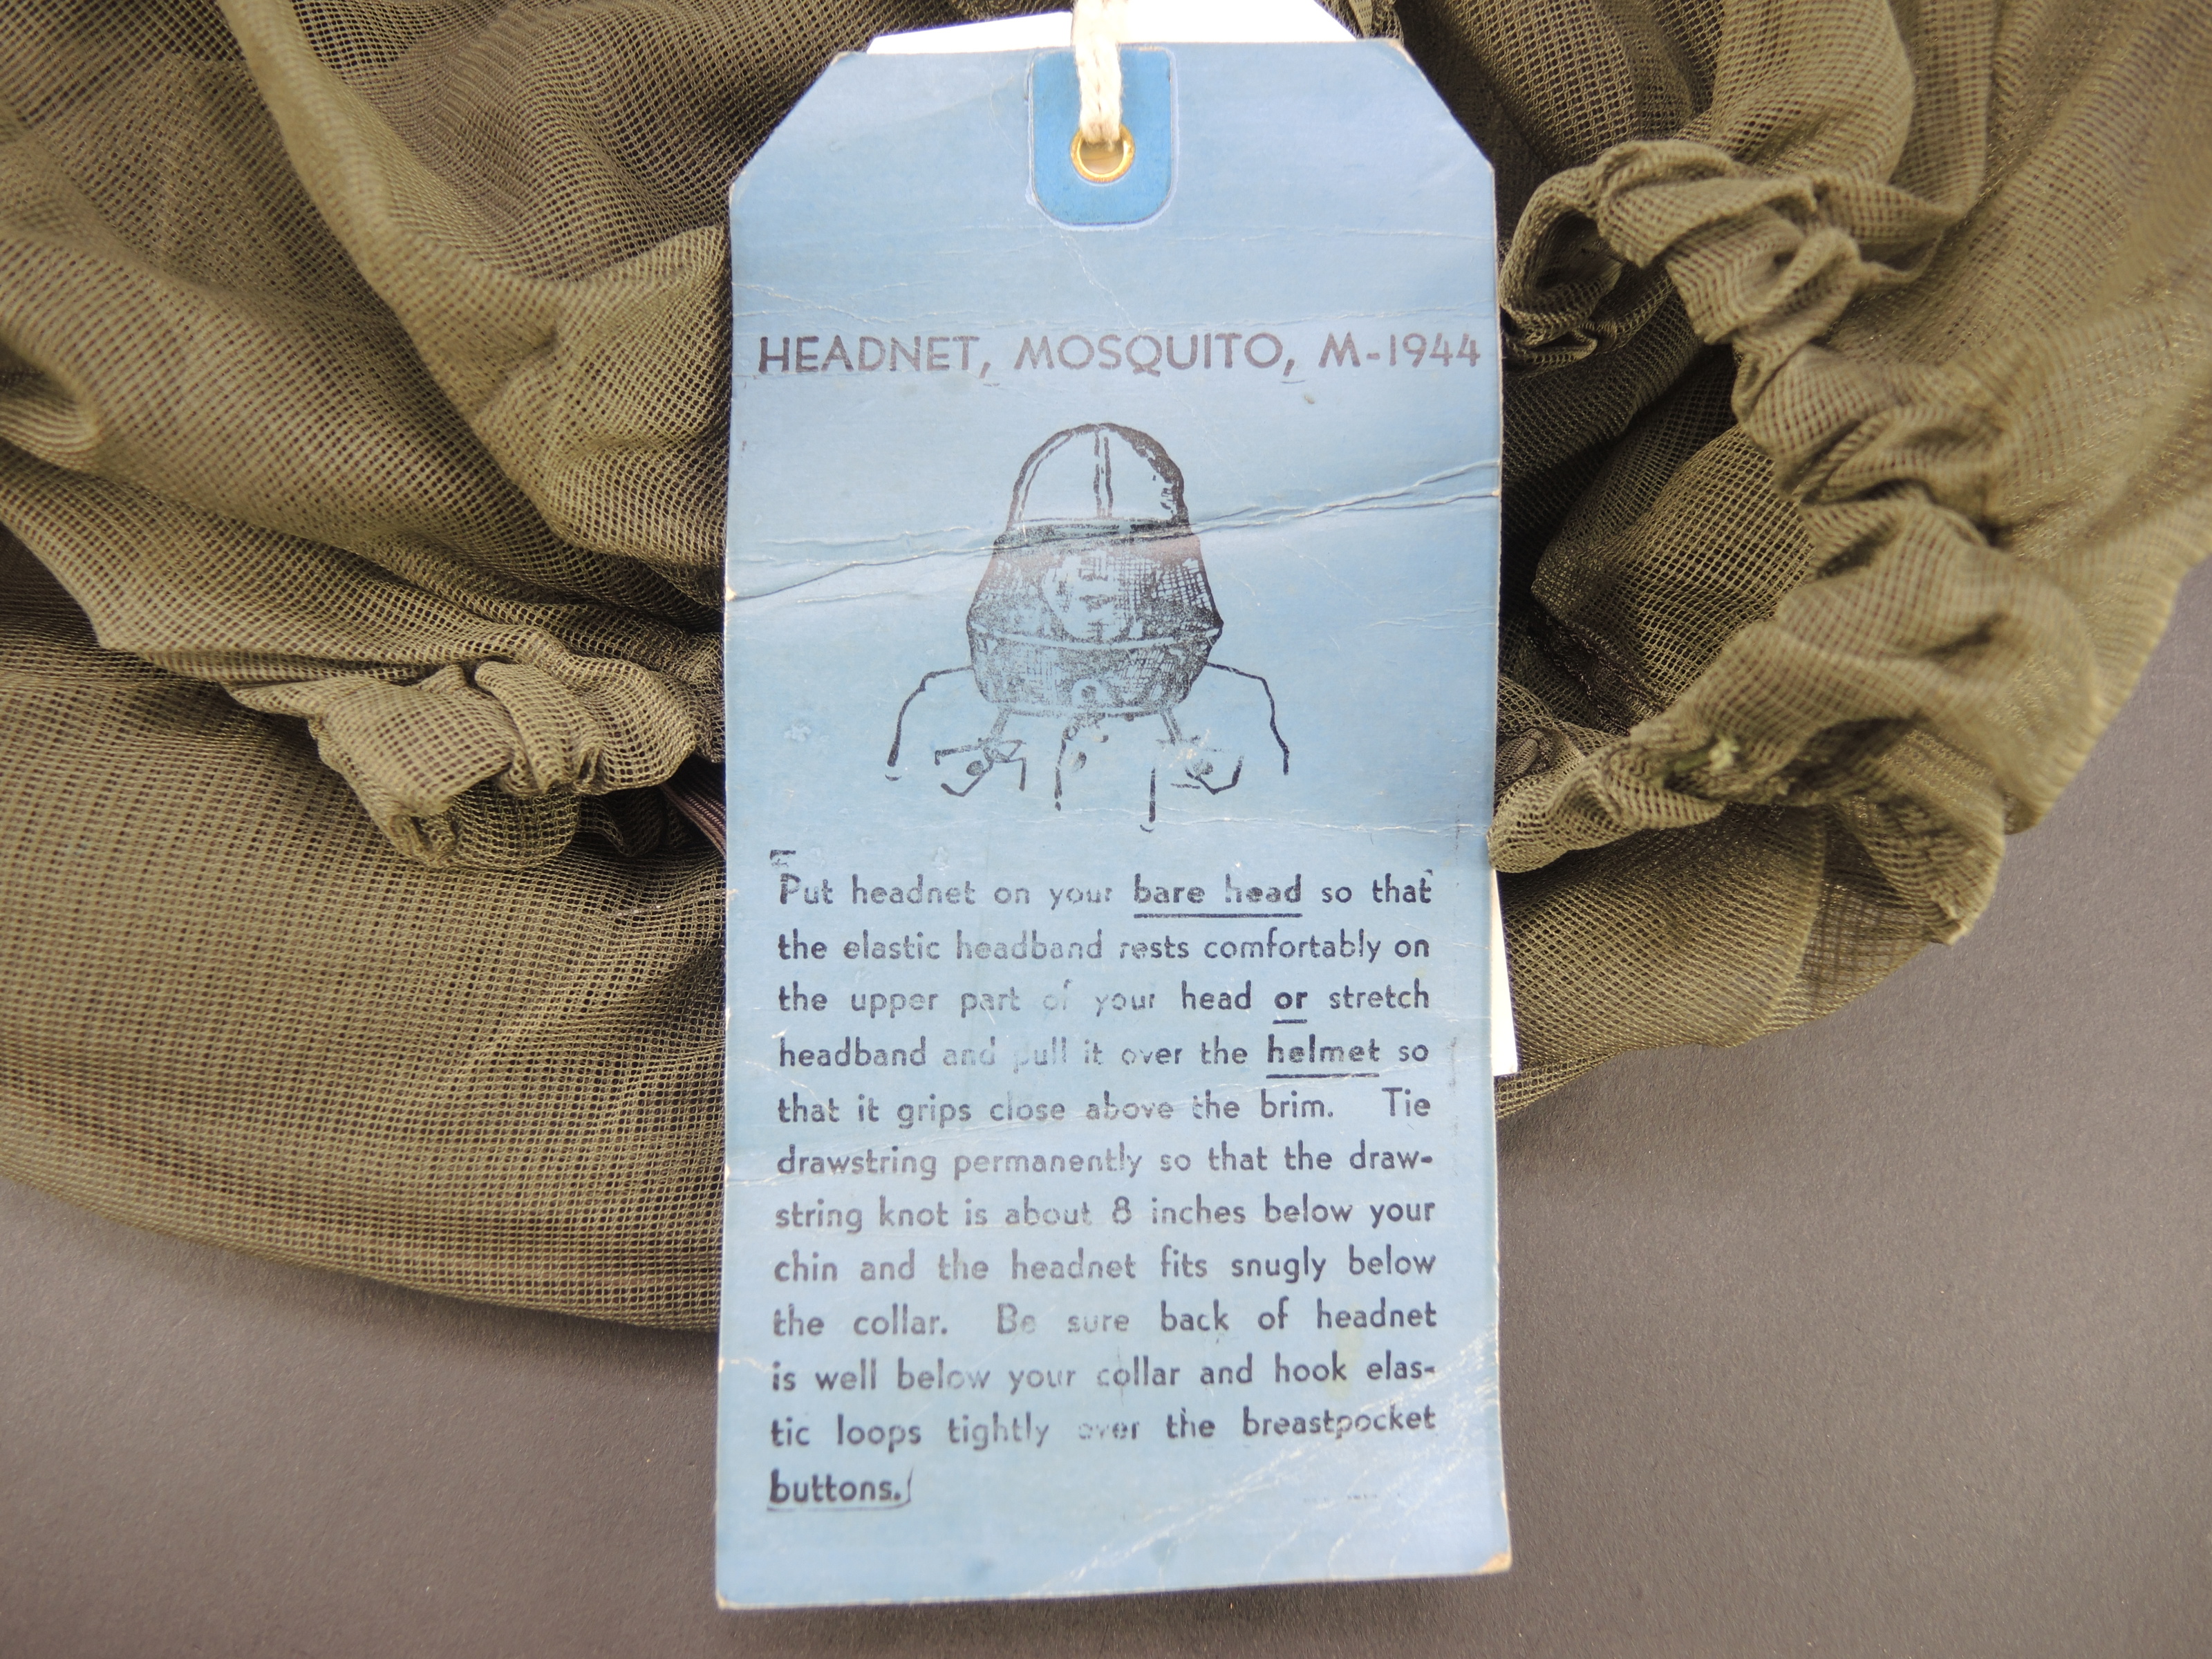 HEADNET, MOSQUITO, M-1944
Put headnet on your bare head so that
the elastic headband rests comfortably on
the upper part of your head or stretch
headband and pull it over the helmet so
that it grips close above the brim. Tie
drawstring permanently so that the draw-
string knot is about 8 inches below your
chin and the headnet fits snugly below
the collar. Be sure back of headnet
is well below your collar and hook elas-
tic loops tightly over the breastpocket
buttons.